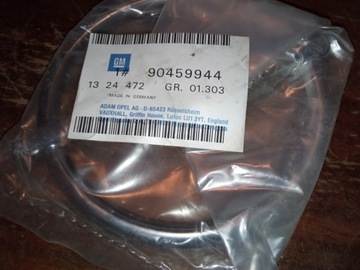 GM
1# 90459944
13 24 472 GR. 01.303
*MADE IN GERMANY
ADAM OPEL AG - D-65423 Rüsselsheim
VAUXHALL, Griffin House, Luton LU1 3YT, England